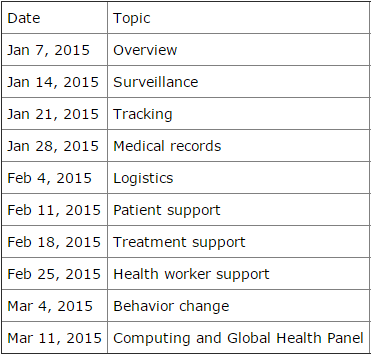 Date Topic
Jan 7, 2015 Overview
Jan 14, 2015 Surveillance
Jan 21, 2015 Tracking
Jan 28, 2015 Medical records
Feb 4, 2015 Logistics
Feb 11, 2015 Patient support
Feb 18, 2015 Treatment support
Feb 25, 2015 Health worker support
Mar 4, 2015 Behavior change
Mar 11, 2015 Computing and Global Health Panel